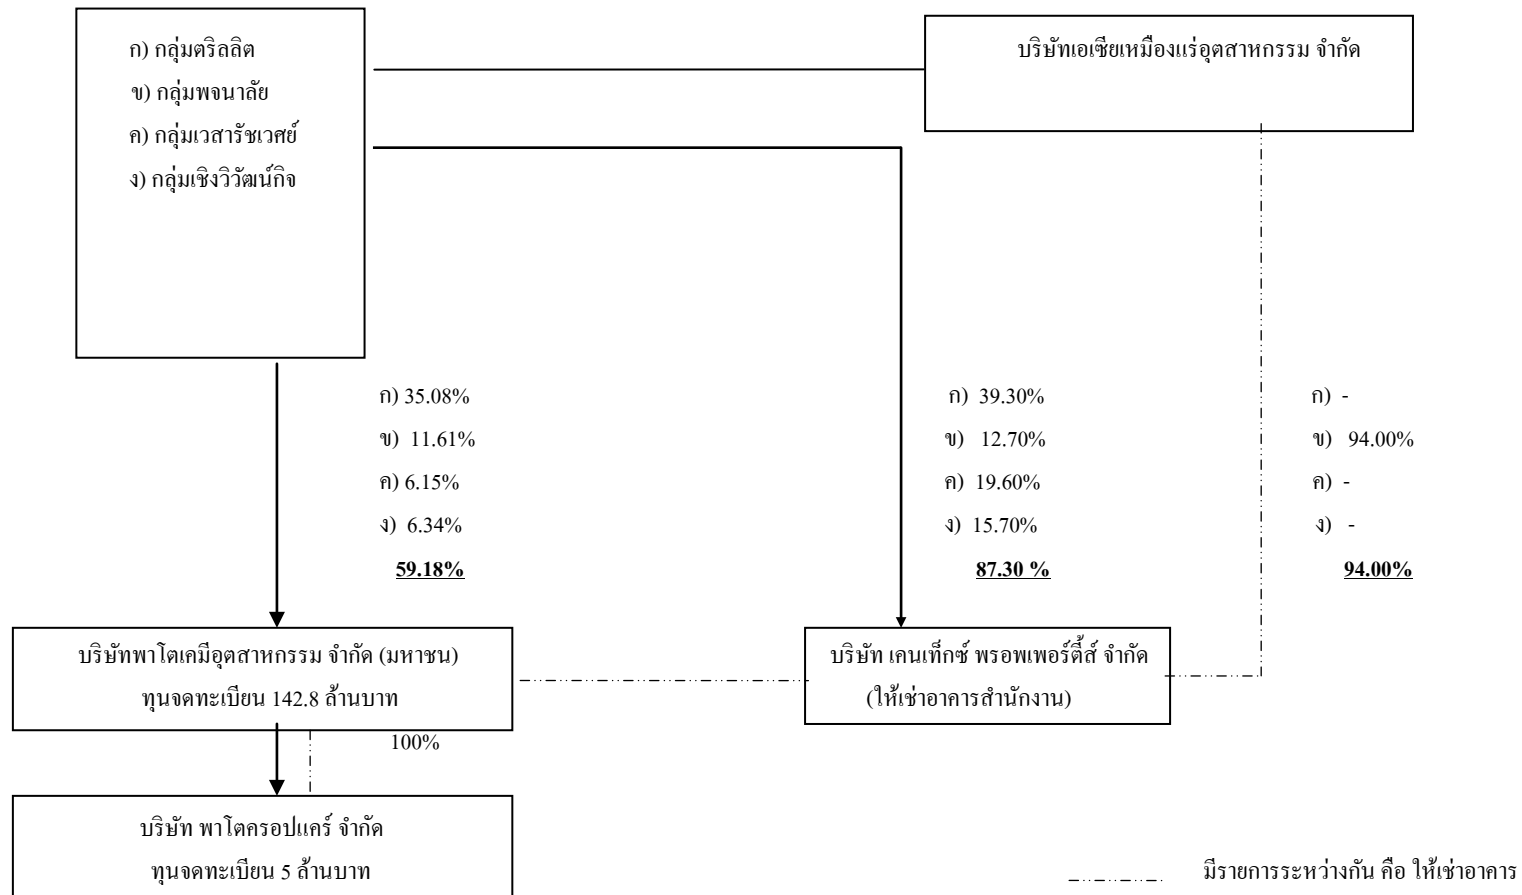 ก) กลุ่มตริลลิต
ข) กลุ่มพจนาลัย
ค) กลุ่มเวสารัชเวศย์
ง) กลุ่มเชิงวิวัฒน์กิจ
บริษัทเอเซียเหมืองแร่อุตสาหกรรม จำกัด
ก) 35.08%
ข) 11.61%
ค) 6.15%
ง) 6.34%
59.18%
ก) 39.30%
ข) 12.70%
ค) 19.60%
ง) 15.70%
87.30 %
ก) -
ข) 94.00%
ค) -
ง) -
94.00%
บริษัทพาโตเคมีอุตสาหกรรม จำกัด (มหาชน)
ทุนจดทะเบียน 142.8 ล้านบาท
บริษัท เคนเท็กซ์ พรอพเพอร์ตี้ส์ จำกัด
(ให้เช่าอาคารสำนักงาน)
100%
บริษัท พาโตครอปแคร์ จำกัด
ทุนจดทะเบียน 5 ล้านบาท
มีรายการระหว่างกัน คือ ให้เช่าอาคาร